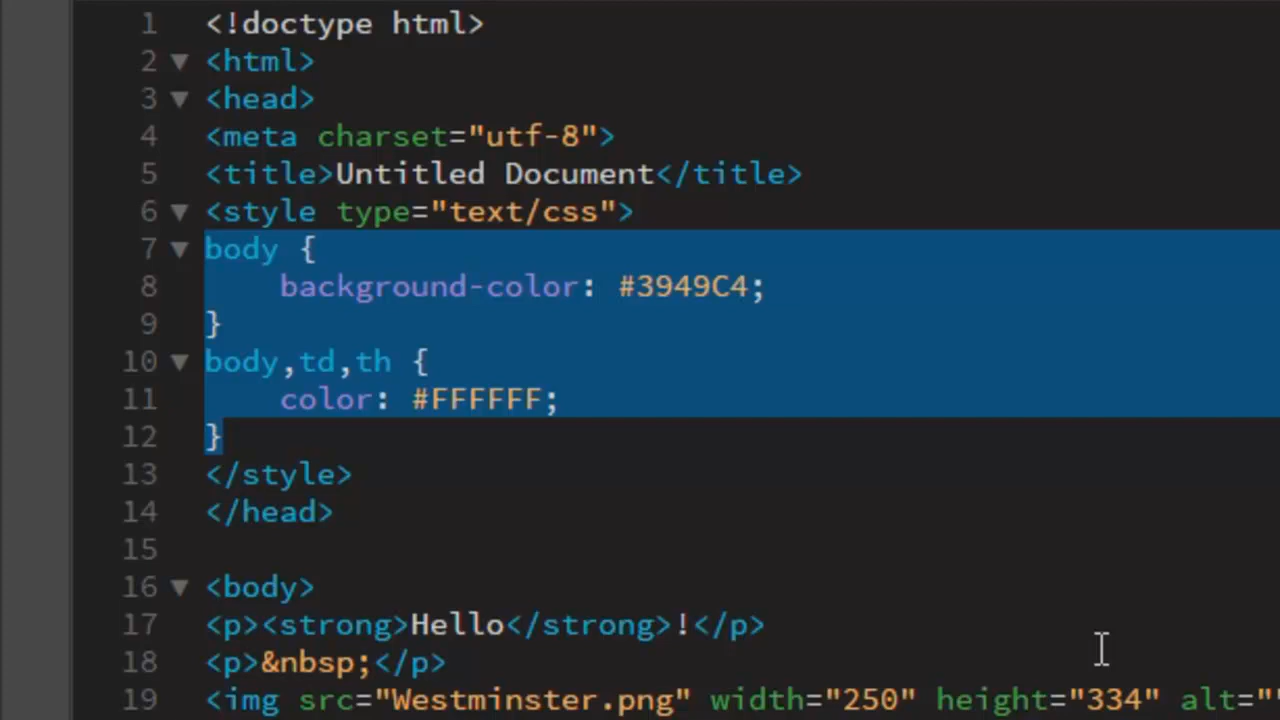 1 <!doctype html>
2 ▼ <html>
3 ▼ <head>
4 <meta charset="utf-8">
5 <title>Untitled Document</title>
6 ▼ <style type="text/css">
7 ▼ body {
8     background-color: #3949C4;
9 }
10 ▼ body,td,th {
11     color: #FFFFFF;
12 }
13 </style>
14 </head>
15
16 ▼ <body>
17 <p><strong>Hello</strong>!</p>
18 <p>&nbsp;</p>
19 <img src="Westminster.png" width="250" height="334" alt="